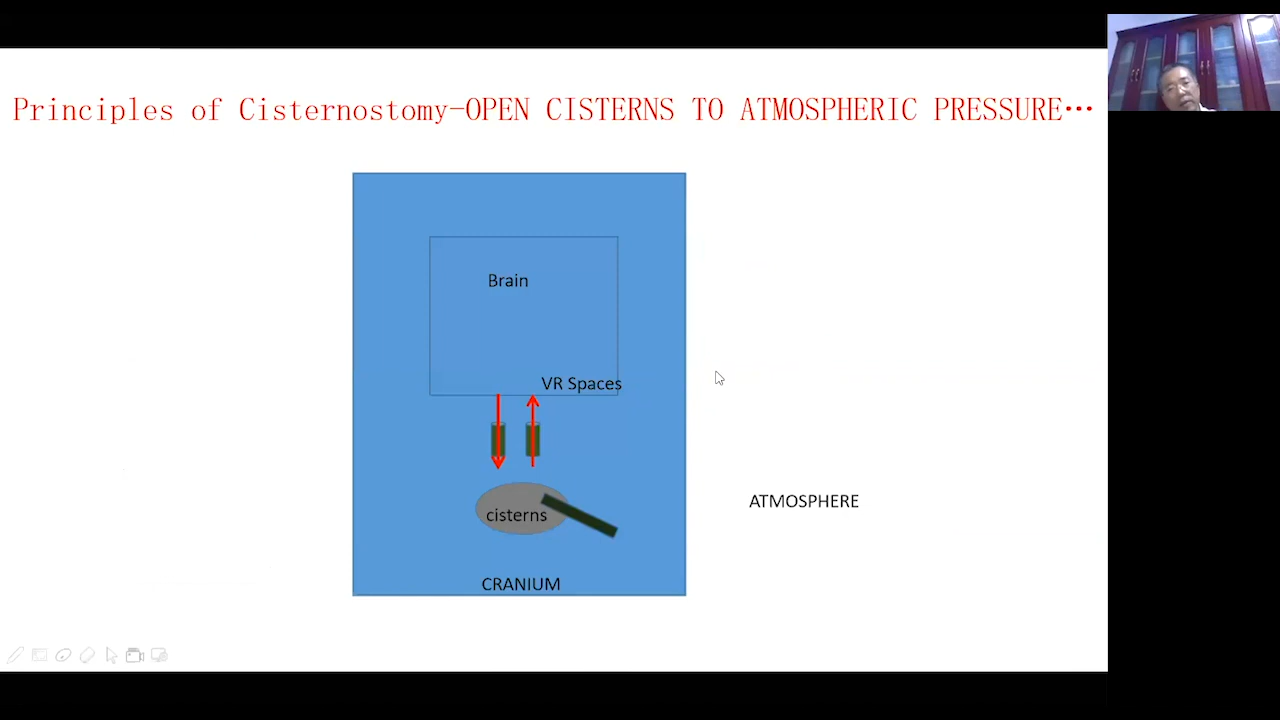 Principles of Cisternostomy-OPEN CISTERNS TO ATMOSPHERIC PRESSURE…
Brain
VR Spaces
cisterns
ATMOSPHERE
CRANIUM